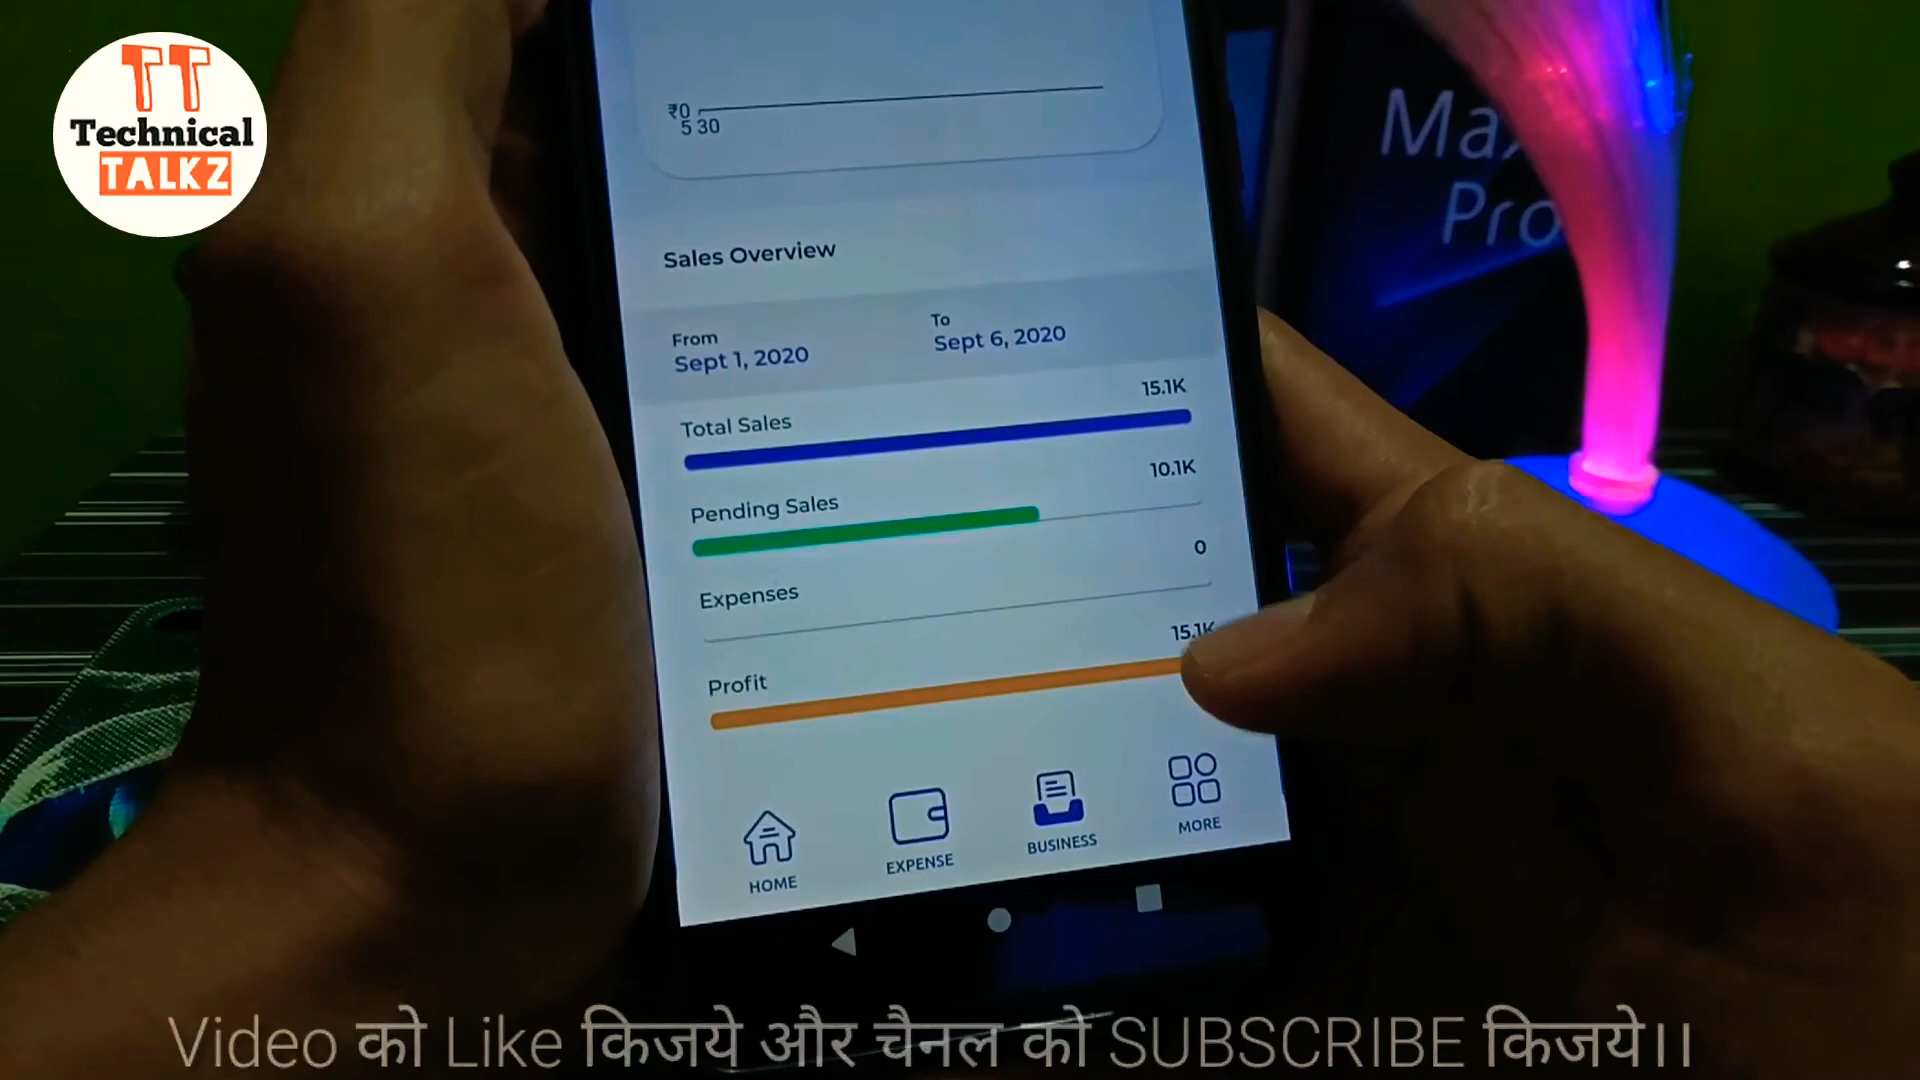 TT
Technical
TALKZ
₹0
5 30
Sales Overview
From
Sept 1, 2020
To
Sept 6, 2020
Total Sales
15.1K
Pending Sales
10.1K
Expenses
0
Profit
15.1K
HOME
EXPENSE
BUSINESS
MORE
Pro
Video को Like किजये और चैनल को SUBSCRIBE किजये।।